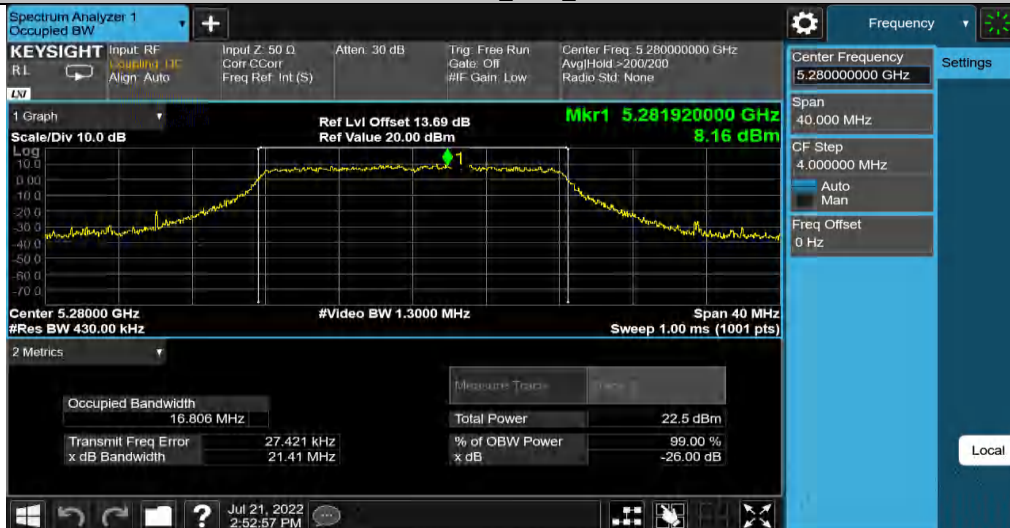 Spectrum Analyzer 1
Occupied BW
Frequency
KEYSIGHT
RL
LXI
Input: RF
Coupling: DC
Align: Auto
Input Z: 50 Ω
Corr CCorr
Freq Ref: Int (S)
Atten: 30 dB
Trig: Free Run
Gate: Off
#IF Gain: Low
Center Freq: 5.280000000 GHz
Avg|Hold >200/200
Radio Std: None
Center Frequency
5.280000000 GHz
Settings
Span
40.000 MHz
CF Step
4.000000 MHz
Auto
Man
Freq Offset
0 Hz
Local
1 Graph
Scale/Div 10.0 dB
Ref Lvl Offset 13.69 dB
Ref Value 20.00 dBm
Mkr1 5.281920000 GHz
8.16 dBm
Log
10.0
0.00
-10.0
-20.0
-30.0
-40.0
-50.0
-60.0
-70.0
1
Center 5.28000 GHz
#Video BW 1.3000 MHz
Span 40 MHz
#Res BW 430.00 kHz
Sweep 1.00 ms (1001 pts)
2 Metrics
Measure Trace
Occupied Bandwidth
16.806 MHz
Transmit Freq Error 27.421 kHz
x dB Bandwidth 21.41 MHz
Total Power 22.5 dBm
% of OBW Power 99.00 %
x dB -26.00 dB
?
Jul 21, 2022
2:52:57 PM